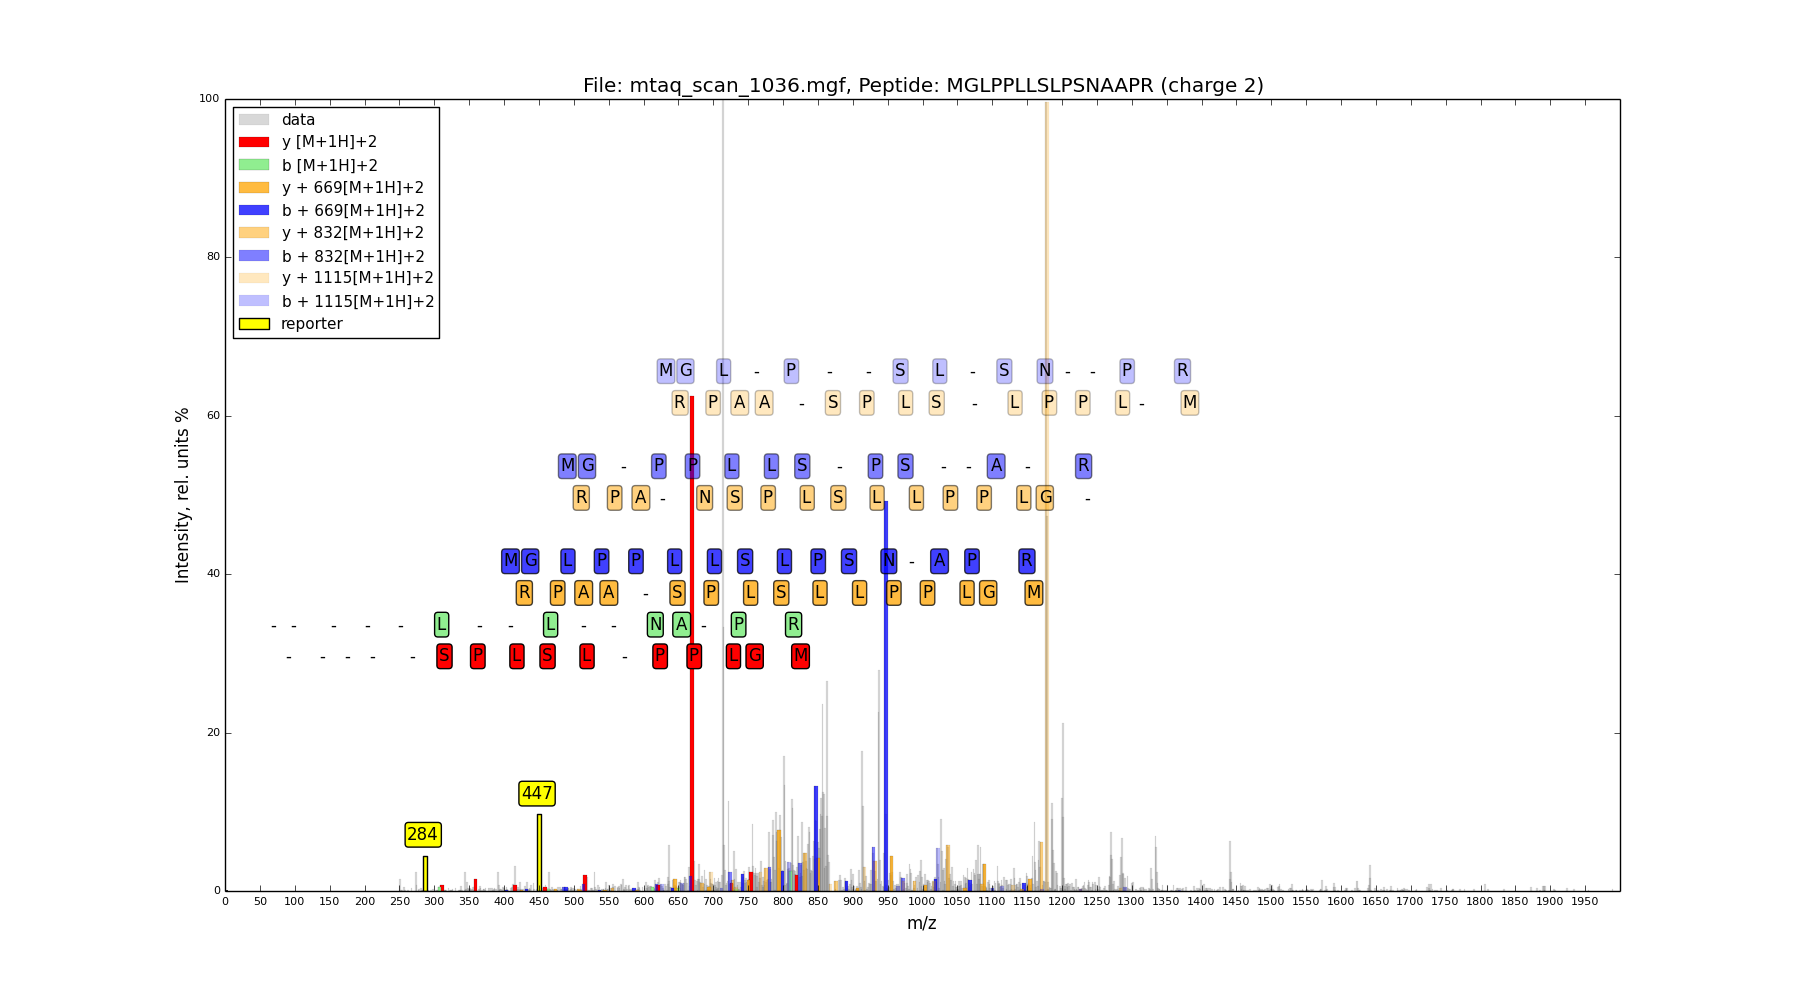 File: mtaq_scan_1036.mgf, Peptide: MGLPPLLSLPSNAAPR (charge 2)
100
80
60
40
20
0
Intensity, rel. units %
data
y [M+1H]+2
b [M+1H]+2
y + 669[M+1H]+2
b + 669[M+1H]+2
y + 832[M+1H]+2
b + 832[M+1H]+2
y + 1115[M+1H]+2
b + 1115[M+1H]+2
reporter
M G L - P - - S L - S N - - P R
R P A A - S P L S - L P P L - M
M G - P P L L S - P S - - A - R
R P A - N S P L S L L P P L G -
M G L P P L L S L P S N - A P R
R P A A - S P L S L L P P L G M
- - - - - L - - L - - N A - P R
- - - - - S P L S L - P P L G M
447
284
0 50 100 150 200 250 300 350 400 450 500 550 600 650 700 750 800 850 900 950 1000 1050 1100 1150 1200 1250 1300 1350 1400 1450 1500 1550 1600 1650 1700 1750 1800 1850 1900 1950
m/z